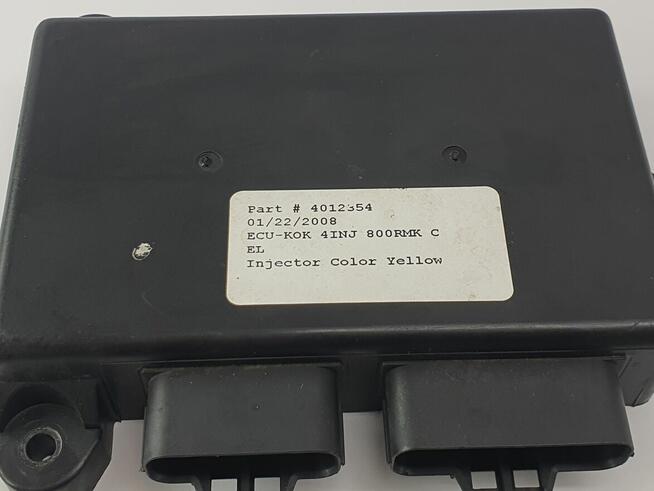 Part # 4012354
01/22/2008
ECU-KOK 4INJ 800RMK C
EL
Injector Color Yellow